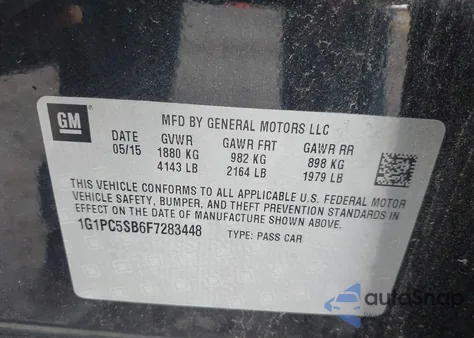 GM
MFD BY GENERAL MOTORS LLC
DATE GVWR GAWR FRT GAWR RR
05/15 1880 KG 982 KG 898 KG
4143 LB 2164 LB 1979 LB
THIS VEHICLE CONFORMS TO ALL APPLICABLE U.S. FEDERAL MOTOR
VEHICLE SAFETY, BUMPER, AND THEFT PREVENTION STANDARDS IN
EFFECT ON THE DATE OF MANUFACTURE SHOWN ABOVE.
1G1PC5SB6F7283448 TYPE: PASS CAR
autoSnap